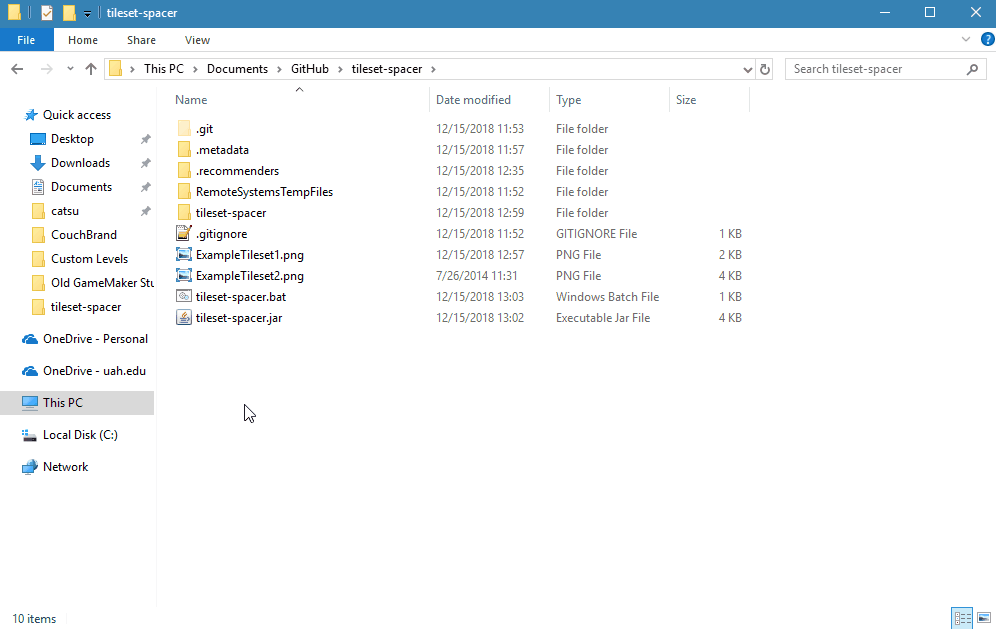 tileset-spacer
File Home Share View
This PC Documents GitHub tileset-spacer Search tileset-spacer
Name Date modified Type Size
Quick access
Desktop
Downloads
Documents
catsu
CouchBrand
Custom Levels
Old GameMaker Stu
tileset-spacer
OneDrive - Personal
OneDrive - uah.edu
This PC
Local Disk (C:)
Network
.git 12/15/2018 11:53 File folder
.metadata 12/15/2018 11:57 File folder
.recommenders 12/15/2018 12:35 File folder
RemoteSystemsTempFiles 12/15/2018 11:52 File folder
tileset-spacer 12/15/2018 12:59 File folder
.gitignore 12/15/2018 11:52 GITIGNORE File 1 KB
ExampleTileset1.png 12/15/2018 12:57 PNG File 2 KB
ExampleTileset2.png 7/26/2014 11:31 PNG File 4 KB
tileset-spacer.bat 12/15/2018 13:03 Windows Batch File 1 KB
tileset-spacer.jar 12/15/2018 13:02 Executable Jar File 4 KB
10 items